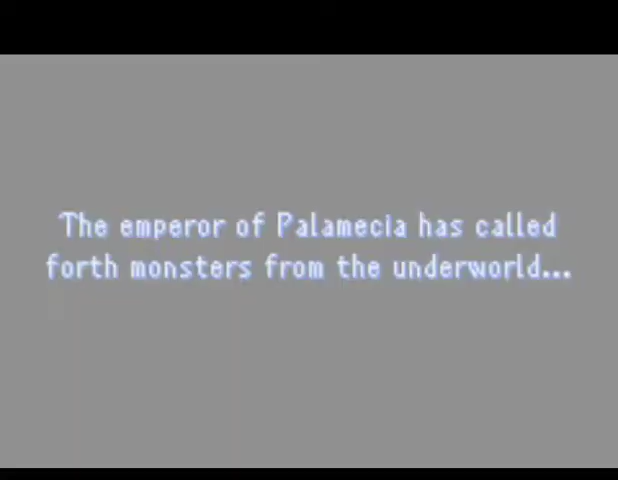 The emperor of Palamecia has called
forth monsters from the underworld...